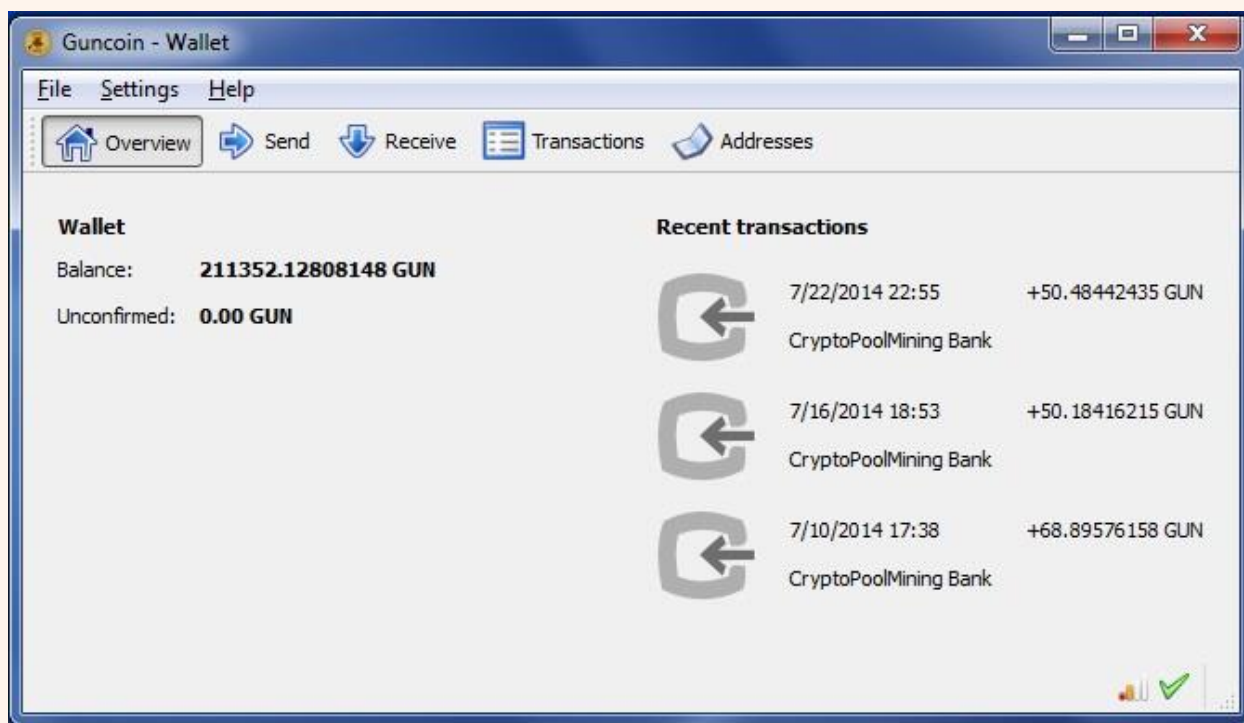 Guncoin - Wallet
File Settings Help
Overview Send Receive Transactions Addresses
Wallet
Balance: 211352.12808148 GUN
Unconfirmed: 0.00 GUN
Recent transactions
7/22/2014 22:55 +50.48442435 GUN
CryptoPoolMining Bank
7/16/2014 18:53 +50.18416215 GUN
CryptoPoolMining Bank
7/10/2014 17:38 +68.89576158 GUN
CryptoPoolMining Bank